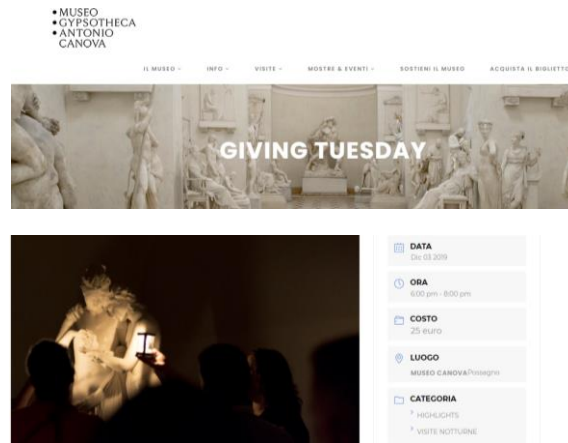 MUSEO
GYPSOTHECA
ANTONIO
CANOVA
IL MUSEO
INFO
VISITE
MOSTRE & EVENTI
SOSTIENI IL MUSEO
ACQUISTA IL BIGLIETTO
GIVING TUESDAY
DATA
Dic 03 2019
ORA
6:00 pm - 8:00 pm
COSTO
25 euro
LUOGO
MUSEO CANOVA Possagno
CATEGORIA
HIGHLIGHTS
VISITE NOTTURNE